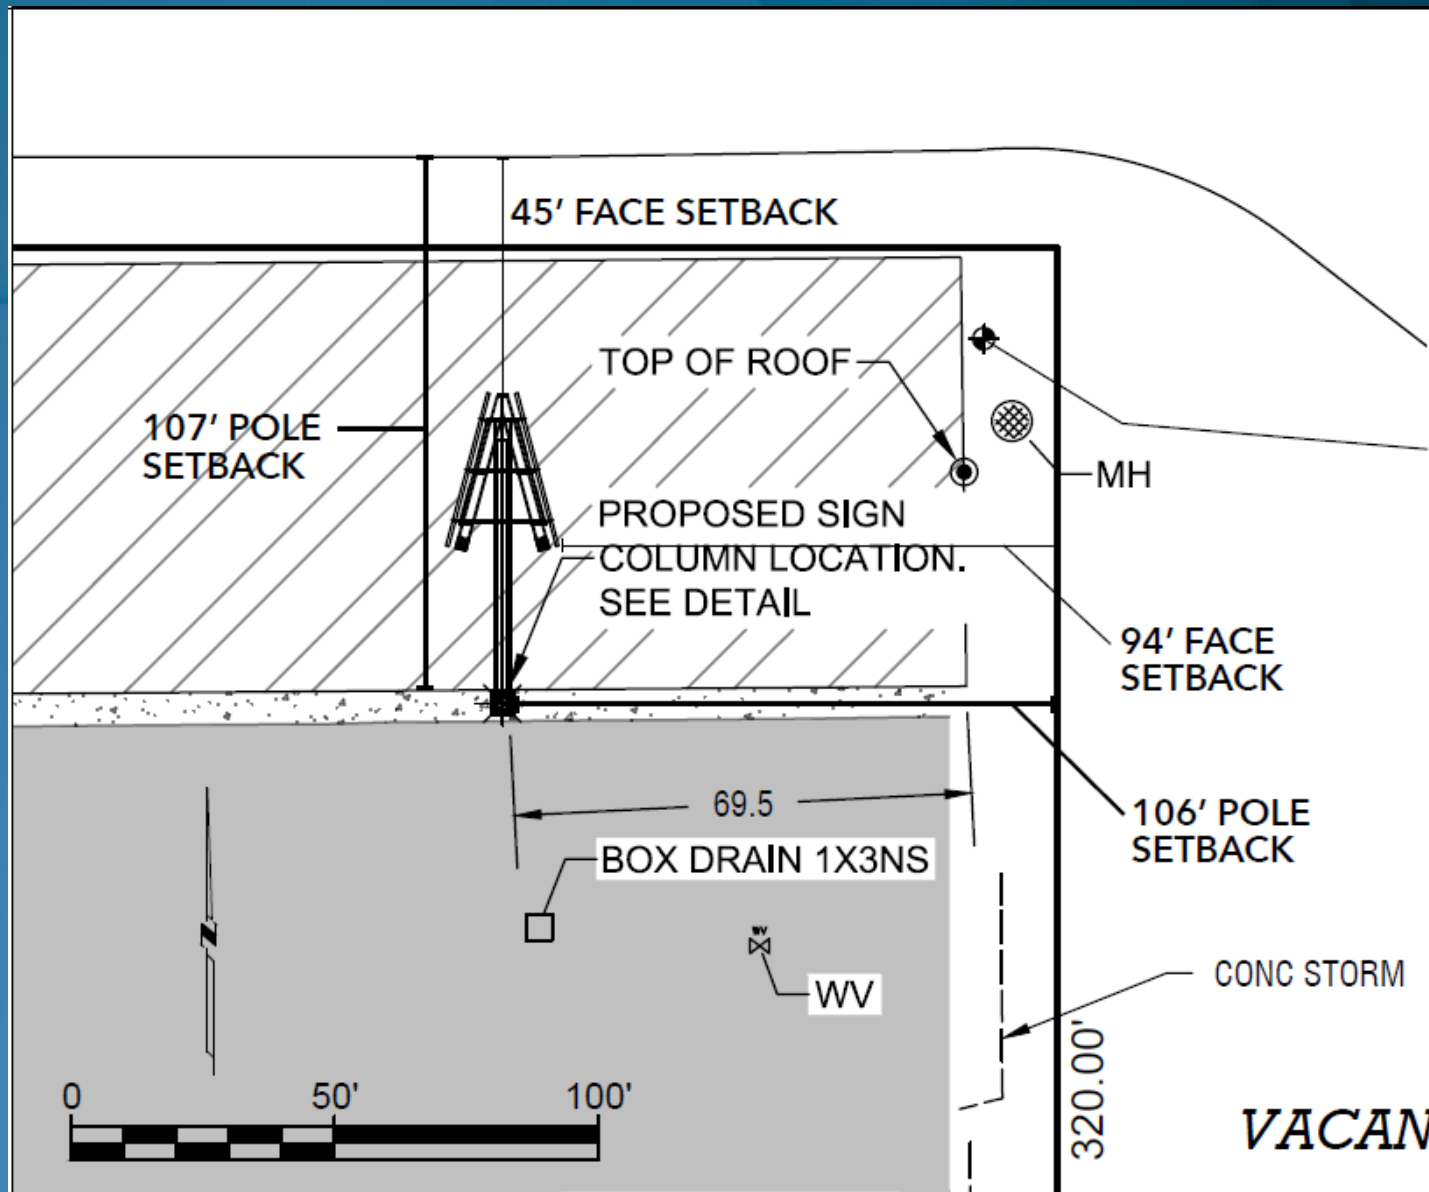 45' FACE SETBACK
TOP OF ROOF
107' POLE
SETBACK
MH
PROPOSED SIGN
COLUMN LOCATION.
SEE DETAIL
94' FACE
SETBACK
69.5
106' POLE
SETBACK
BOX DRAIN 1X3NS
N
WV
WV
CONC STORM
0 50' 100'
320.00'
VACAN